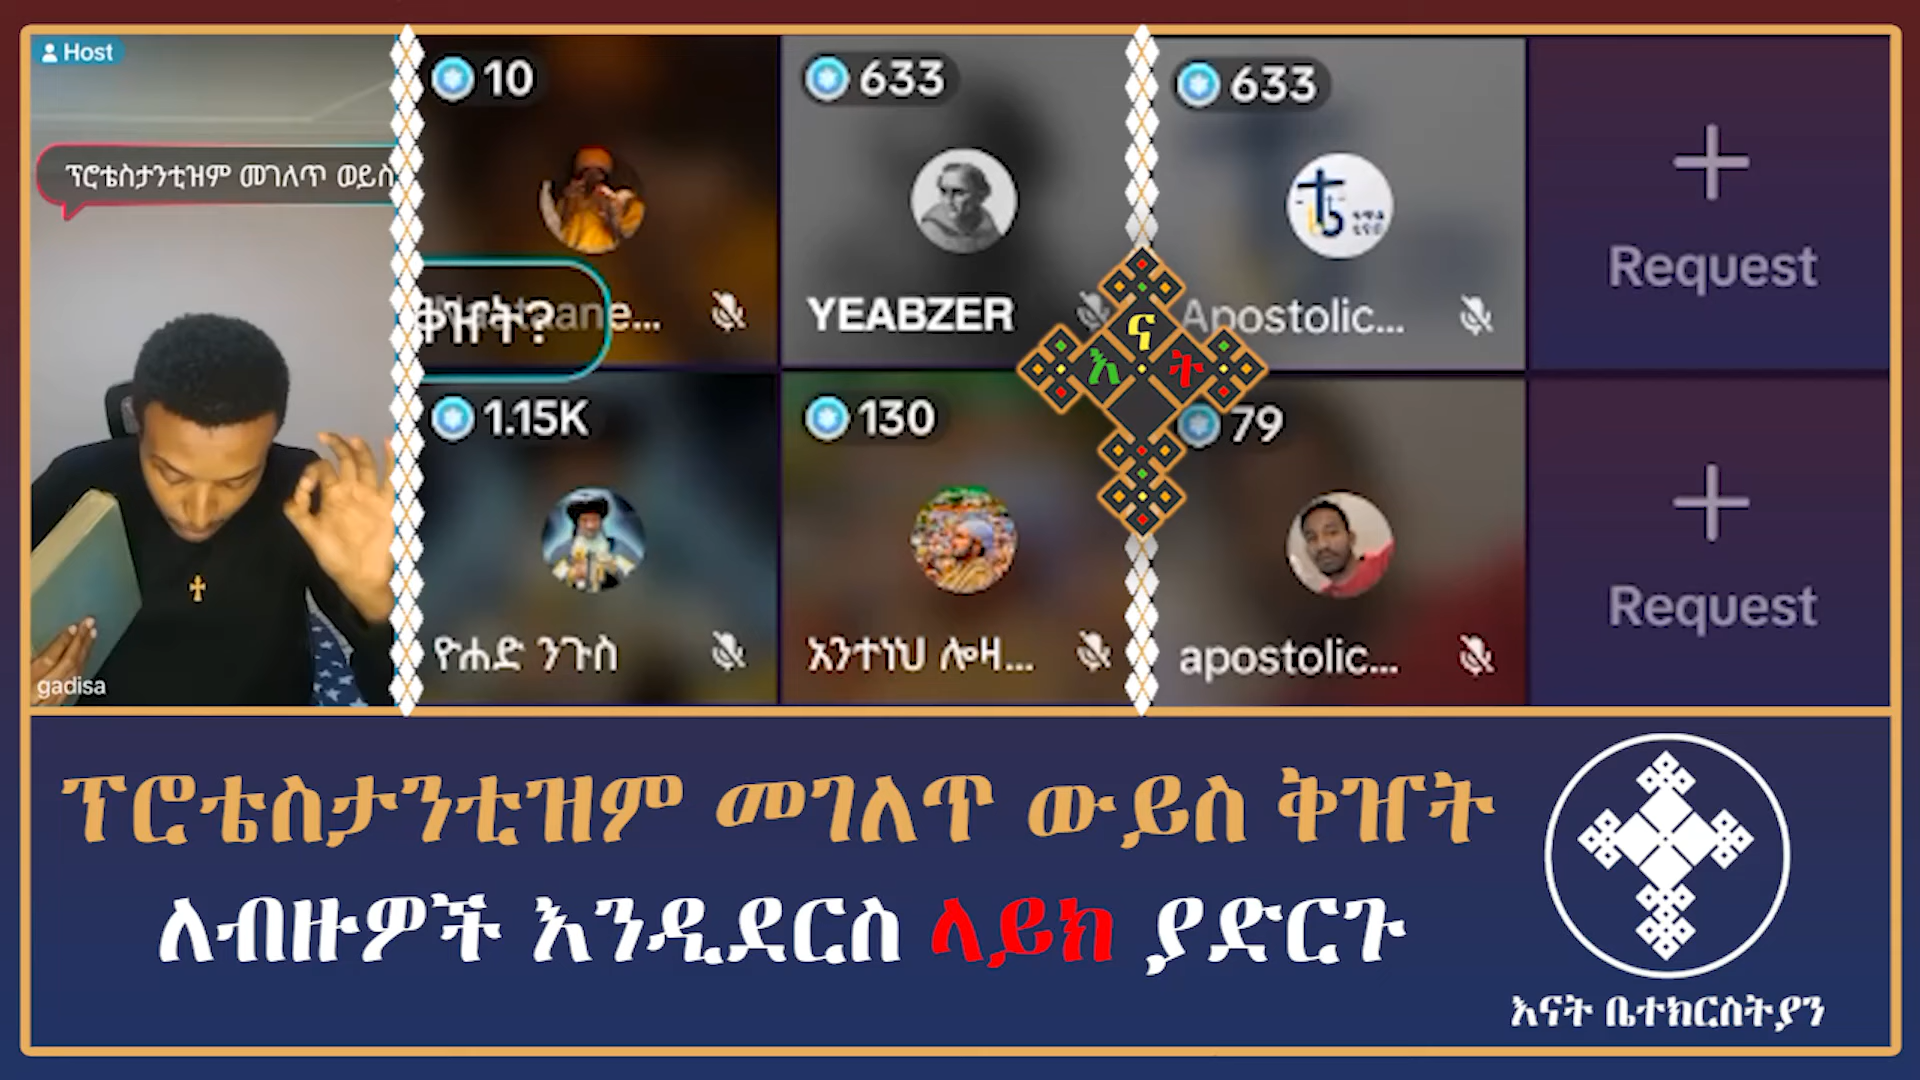 Host
ፕሮቴስታንቲዝም መገለጥ ወይስ
ቅዠት?
10
633
YEABZER
633
Apostolic...
Request
1.15K
ዮሐድ ንጉስ
130
አንተነህ ሎዛ...
79
apostolic...
Request
gadisa
እናት
ፕሮቴስታንቲዝም መገለጥ ውይስ ቅዠት
ለብዙዎች እንዲደርስ ላይክ ያድርጉ
እናት ቤተክርስትያን